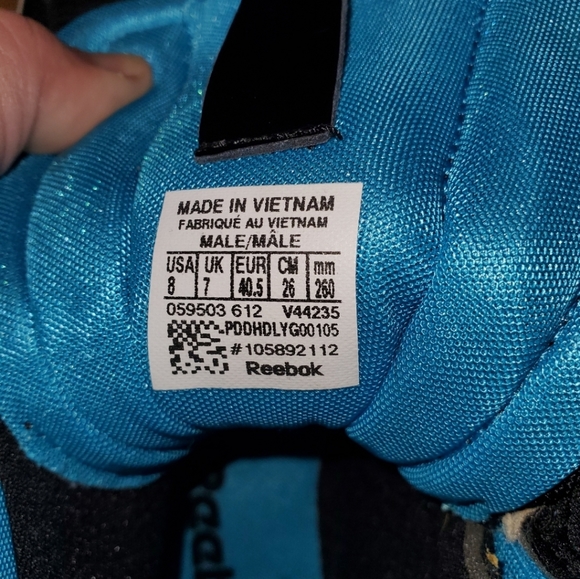 MADE IN VIETNAM
FABRIQUÉ AU VIETNAM
MALE/MÂLE
USA UK EUR CM mm
8 7 40.5 26 260
059503 612 V44235
PDDHDLYG00105
#105892112
Reebok